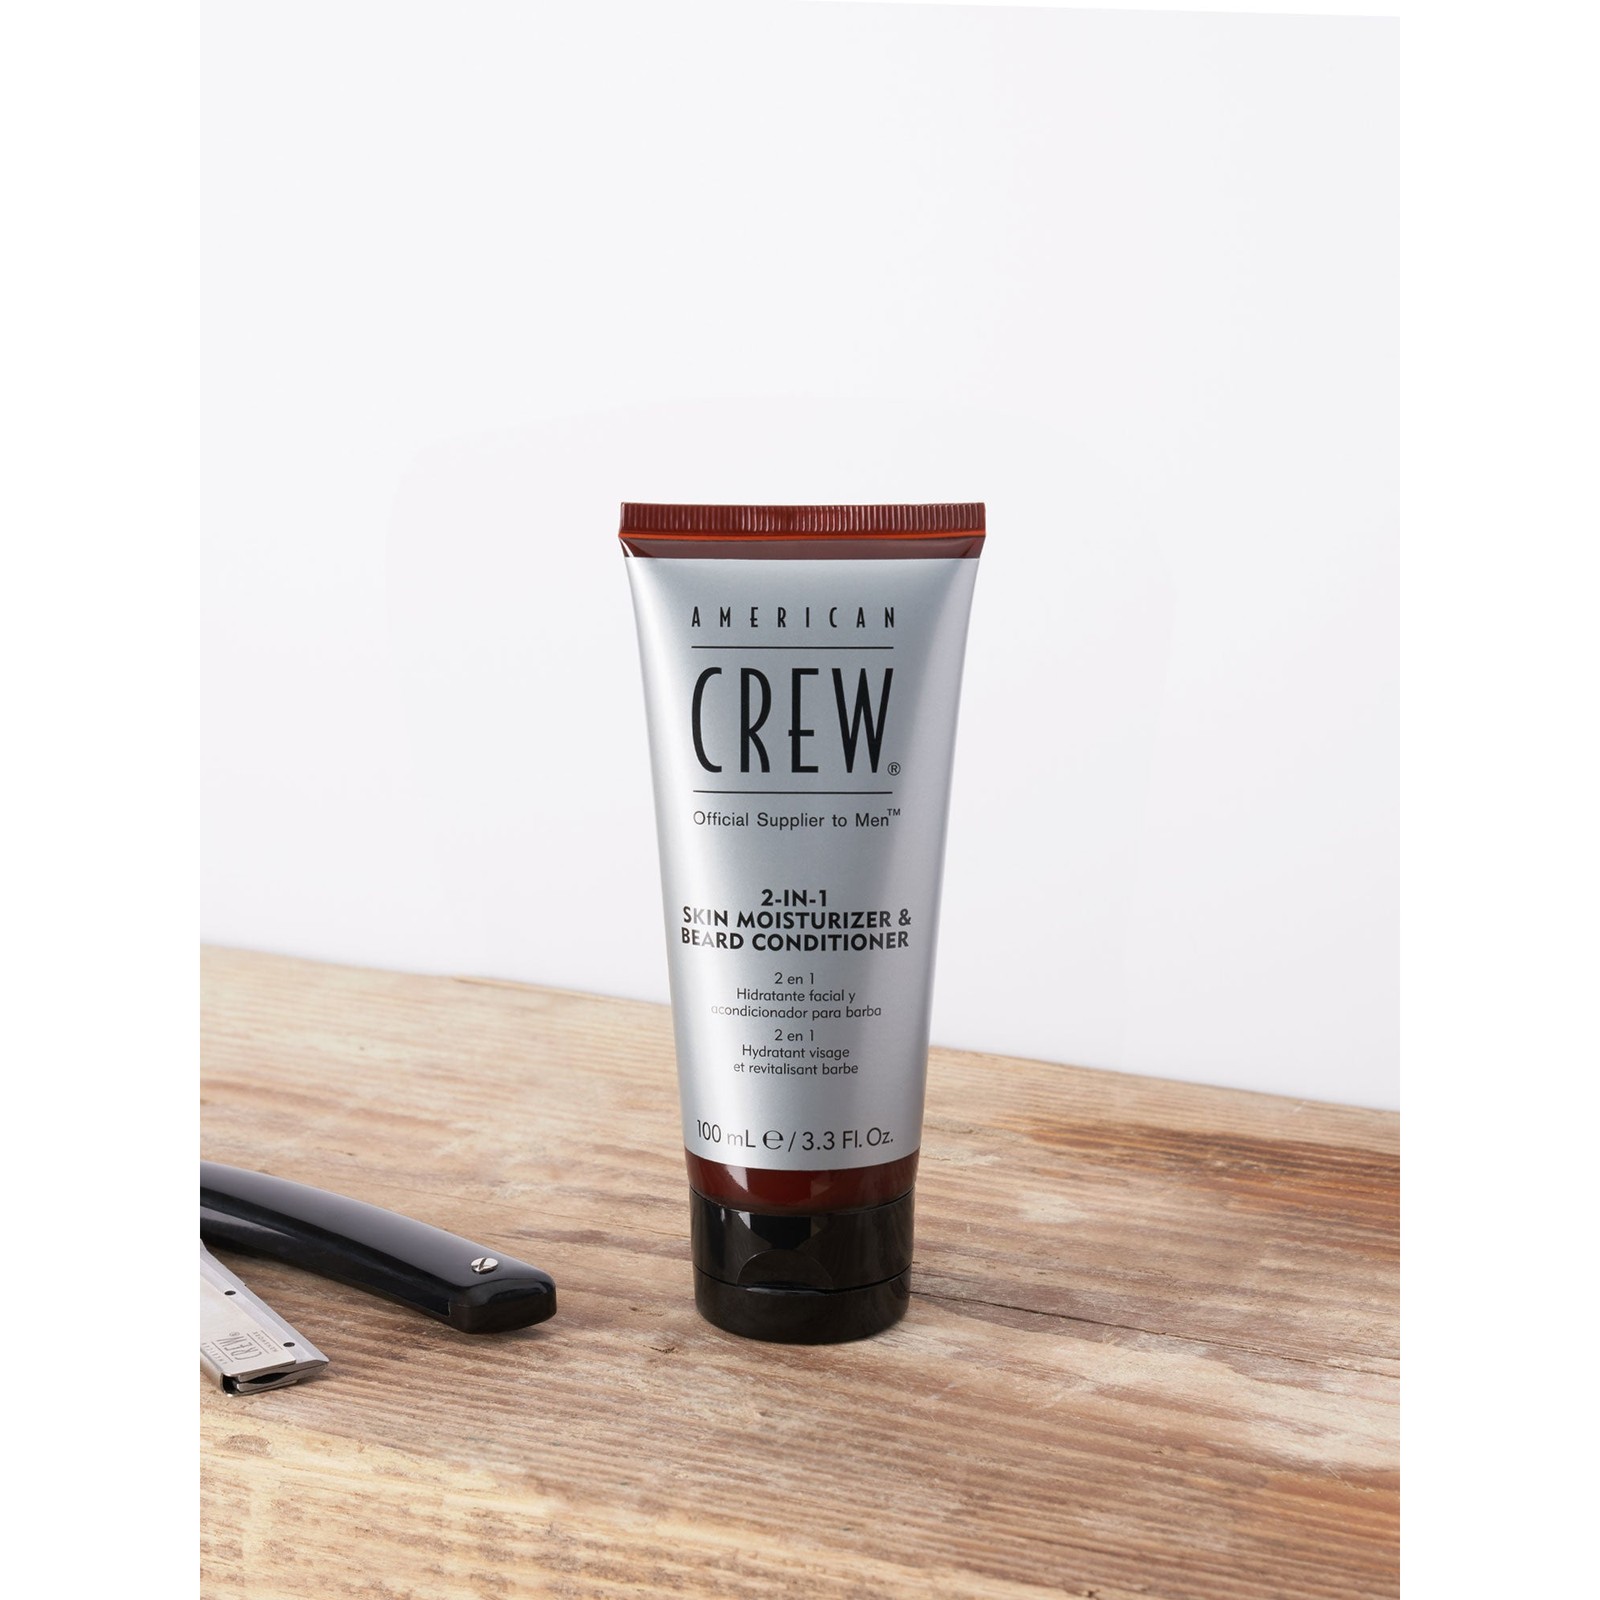 AMERICAN
CREW®
Official Supplier to Men™
2-IN-1
SKIN MOISTURIZER &
BEARD CONDITIONER
2 en 1
Hidratante facial y
acondicionador para barba
2 en 1
Hydratant visage
et revitalisant barbe
100 mL ℮ / 3.3 Fl. Oz.
CREW®